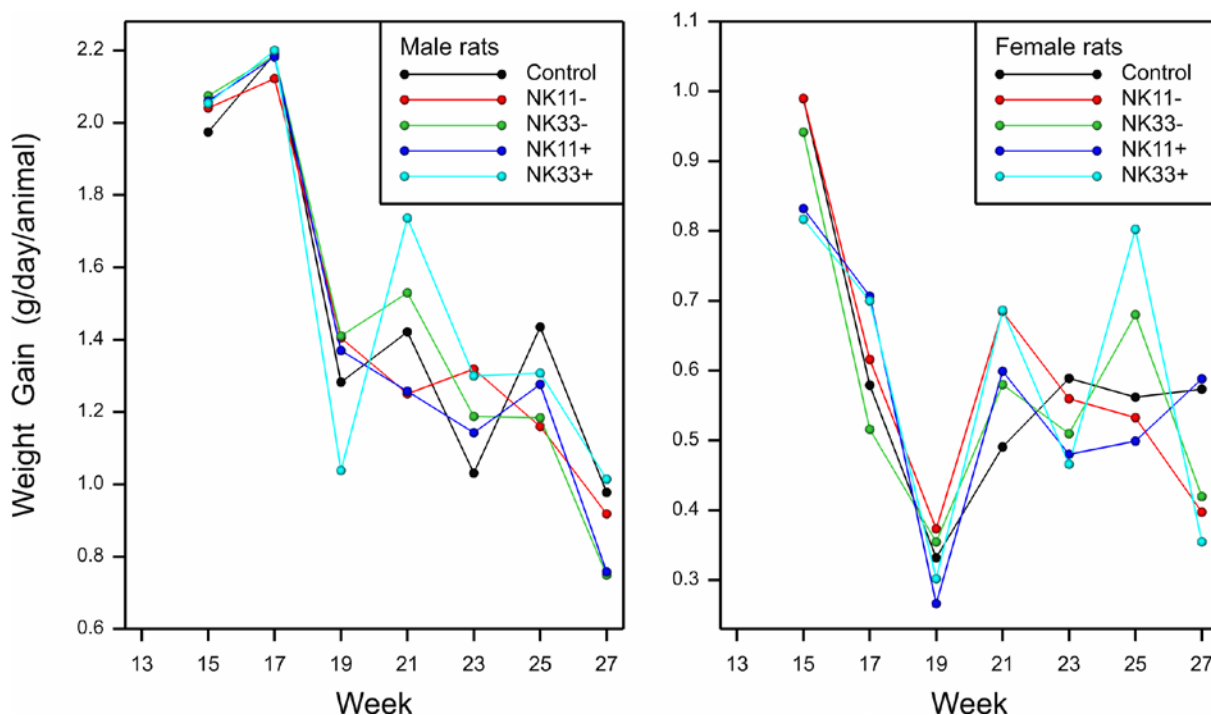 Weight Gain (g/day/animal)
2.2
2.0
1.8
1.6
1.4
1.2
1.0
0.8
0.6
Male rats
Control
NK11-
NK33-
NK11+
NK33+
13 15 17 19 21 23 25 27
Week
1.1
1.0
0.9
0.8
0.7
0.6
0.5
0.4
0.3
Female rats
Control
NK11-
NK33-
NK11+
NK33+
13 15 17 19 21 23 25 27
Week